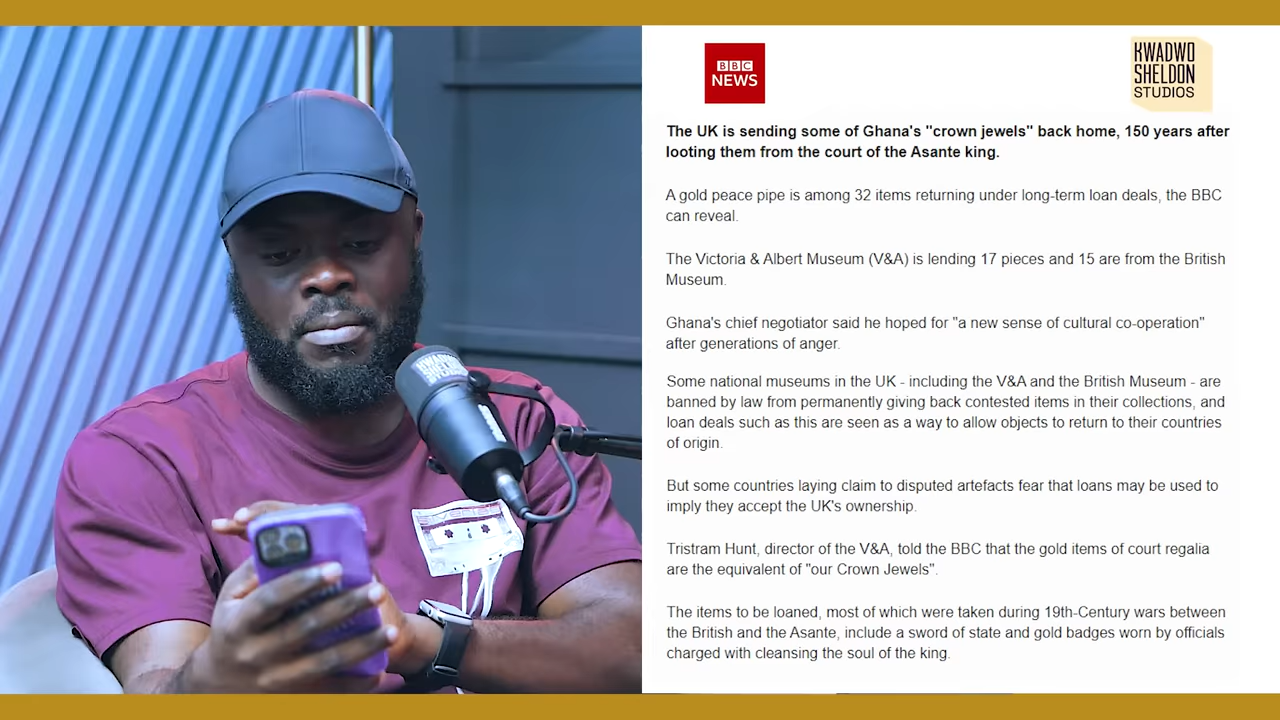 BBC
NEWS
KWADWO
SHELDON
STUDIOS
The UK is sending some of Ghana's "crown jewels" back home, 150 years after
looting them from the court of the Asante king.
A gold peace pipe is among 32 items returning under long-term loan deals, the BBC
can reveal.
The Victoria & Albert Museum (V&A) is lending 17 pieces and 15 are from the British
Museum.
Ghana's chief negotiator said he hoped for "a new sense of cultural co-operation"
after generations of anger.
Some national museums in the UK - including the V&A and the British Museum - are
banned by law from permanently giving back contested items in their collections, and
loan deals such as this are seen as a way to allow objects to return to their countries
of origin.
But some countries laying claim to disputed artefacts fear that loans may be used to
imply they accept the UK's ownership.
Tristram Hunt, director of the V&A, told the BBC that the gold items of court regalia
are the equivalent of "our Crown Jewels".
The items to be loaned, most of which were taken during 19th-Century wars between
the British and the Asante, include a sword of state and gold badges worn by officials
charged with cleansing the soul of the king.
KWADWO
SHELDON